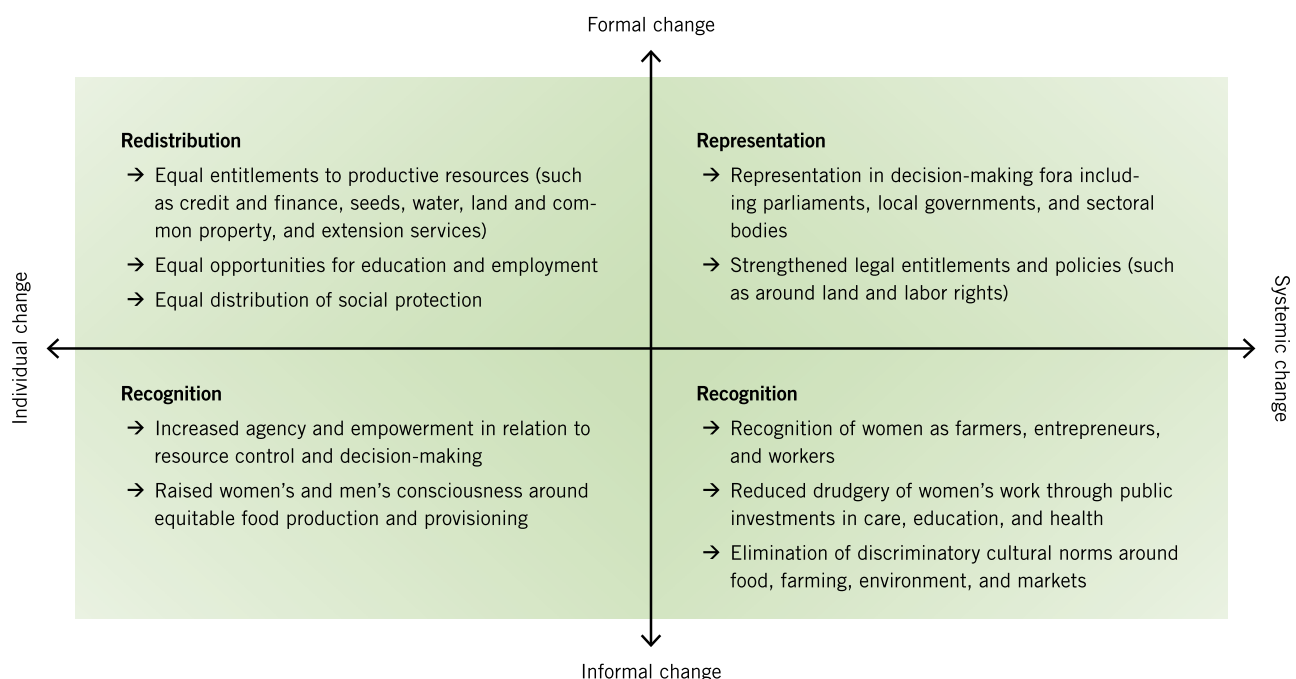 Formal change
Redistribution
→ Equal entitlements to productive resources (such
as credit and finance, seeds, water, land and com-
mon property, and extension services)
→ Equal opportunities for education and employment
→ Equal distribution of social protection
Representation
→ Representation in decision-making fora includ-
ing parliaments, local governments, and sectoral
bodies
→ Strengthened legal entitlements and policies (such
as around land and labor rights)
Individual change
Systemic change
Recognition
→ Increased agency and empowerment in relation to
resource control and decision-making
→ Raised women’s and men’s consciousness around
equitable food production and provisioning
Recognition
→ Recognition of women as farmers, entrepreneurs,
and workers
→ Reduced drudgery of women’s work through public
investments in care, education, and health
→ Elimination of discriminatory cultural norms around
food, farming, environment, and markets
Informal change